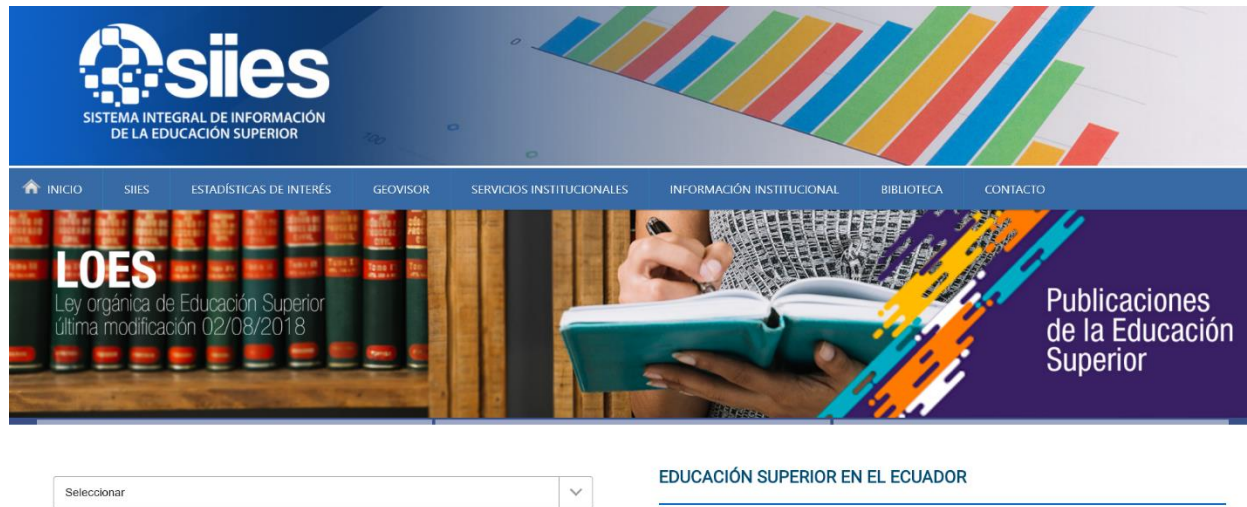 siies
SISTEMA INTEGRAL DE INFORMACIÓN
DE LA EDUCACIÓN SUPERIOR
INICIO SIIES ESTADÍSTICAS DE INTERÉS GEOVISOR SERVICIOS INSTITUCIONALES INFORMACIÓN INSTITUCIONAL BIBLIOTECA CONTACTO
LOES
Ley orgánica de Educación Superior
última modificación 02/08/2018
Publicaciones
de la Educación
Superior
Seleccionar
EDUCACIÓN SUPERIOR EN EL ECUADOR